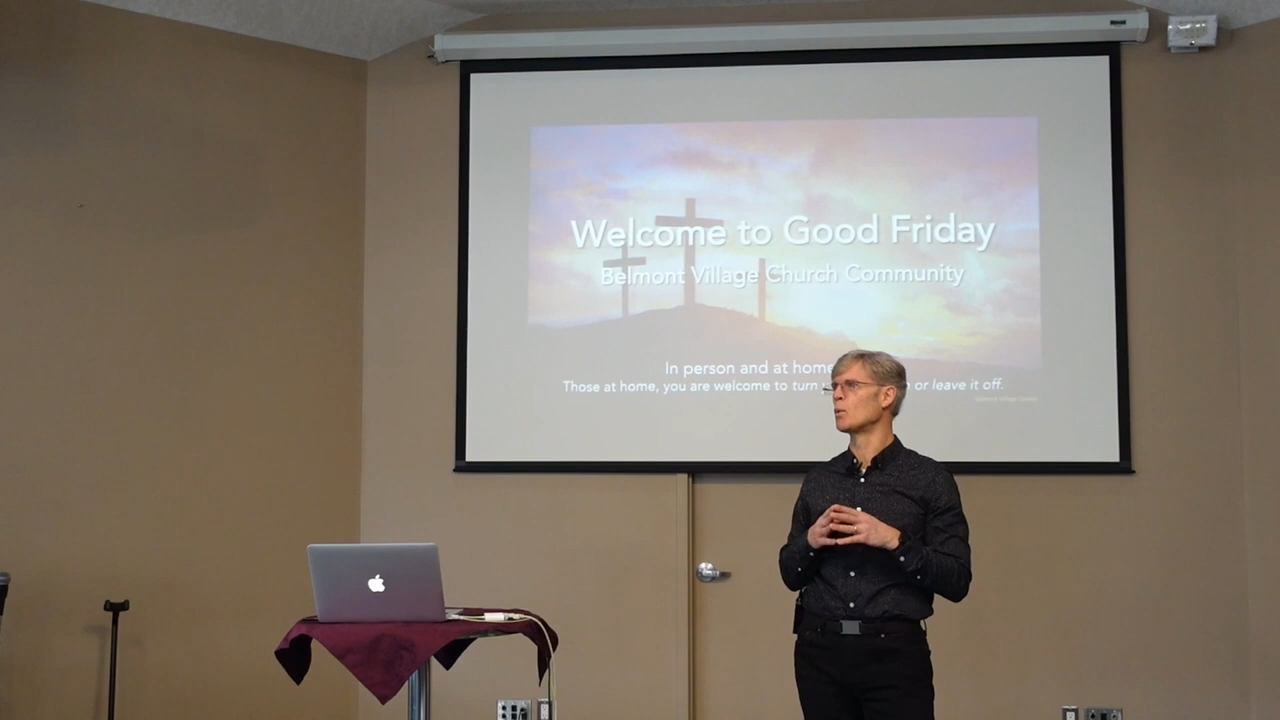 Welcome to Good Friday
Belmont Village Church Community
In person and at home
Those at home, you are welcome to turn or leave it off.